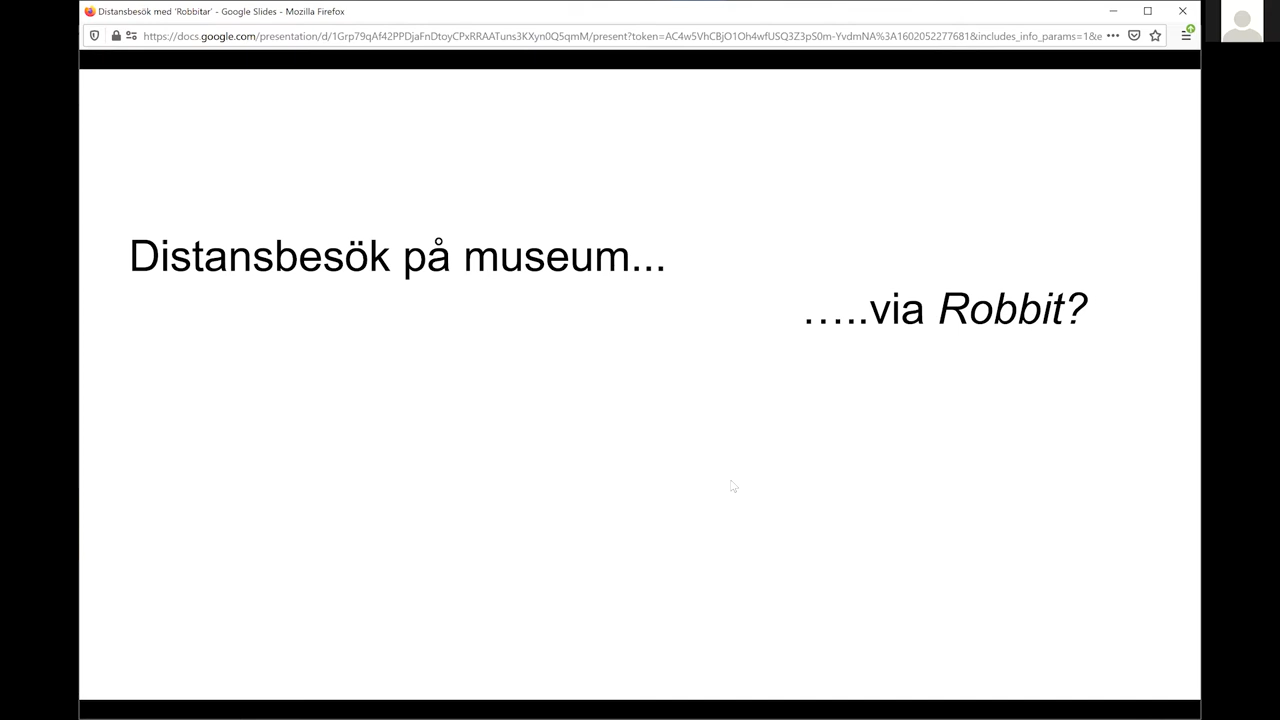 Distansbesök med 'Robbitar' - Google Slides - Mozilla Firefox
https://docs.google.com/presentation/d/1Grp79qAf42PPDjaFnDtoyCPxRRAATuns3KXyn0Q5qmM/present?token=AC4w5VhCBjO1Oh4wfUSQ3Z3pS0m-YvdmNA%3A1602052277681&includes_info_params=1&e
Distansbesök på museum...
…..via Robbit?